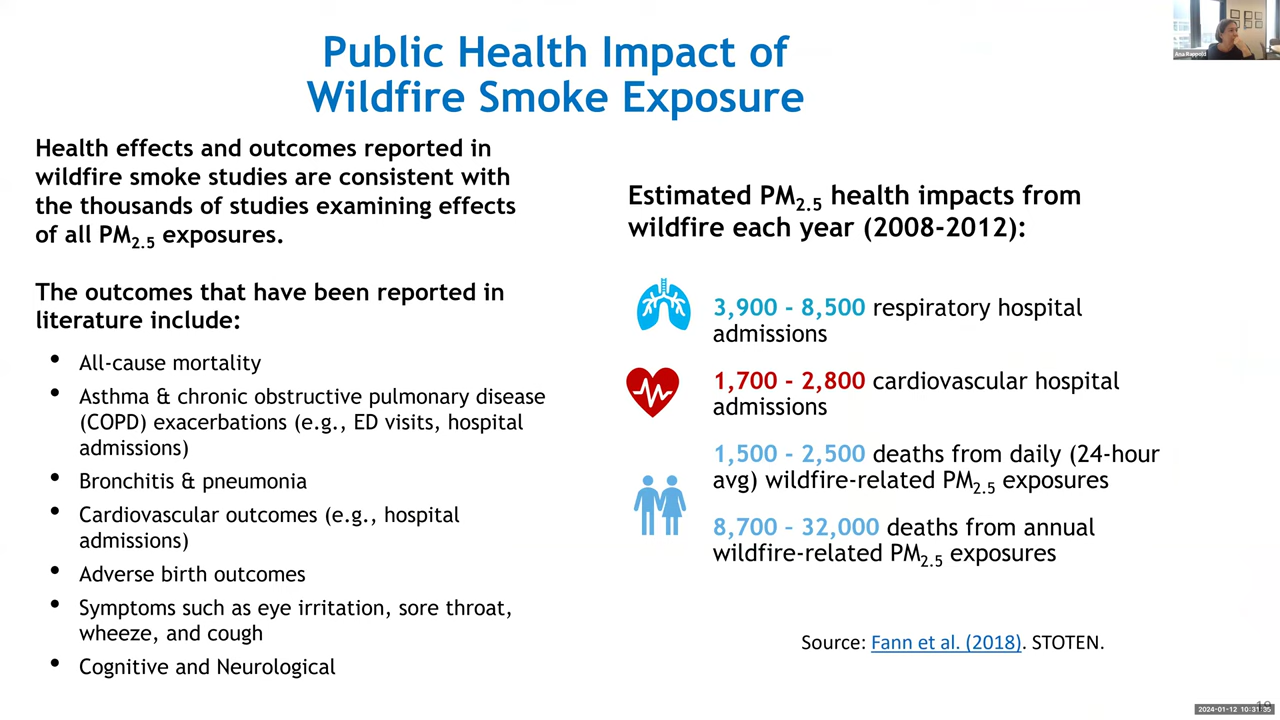 Public Health Impact of
Wildfire Smoke Exposure
Ana Rappold
Health effects and outcomes reported in
wildfire smoke studies are consistent with
the thousands of studies examining effects
of all PM2.5 exposures.
The outcomes that have been reported in
literature include:
• All-cause mortality
• Asthma & chronic obstructive pulmonary disease
(COPD) exacerbations (e.g., ED visits, hospital
admissions)
• Bronchitis & pneumonia
• Cardiovascular outcomes (e.g., hospital
admissions)
• Adverse birth outcomes
• Symptoms such as eye irritation, sore throat,
wheeze, and cough
• Cognitive and Neurological
Estimated PM2.5 health impacts from
wildfire each year (2008-2012):
3,900 - 8,500 respiratory hospital
admissions
1,700 - 2,800 cardiovascular hospital
admissions
1,500 - 2,500 deaths from daily (24-hour
avg) wildfire-related PM2.5 exposures
8,700 – 32,000 deaths from annual
wildfire-related PM2.5 exposures
Source: Fann et al. (2018). STOTEN.
2024-01-12 10:31:35